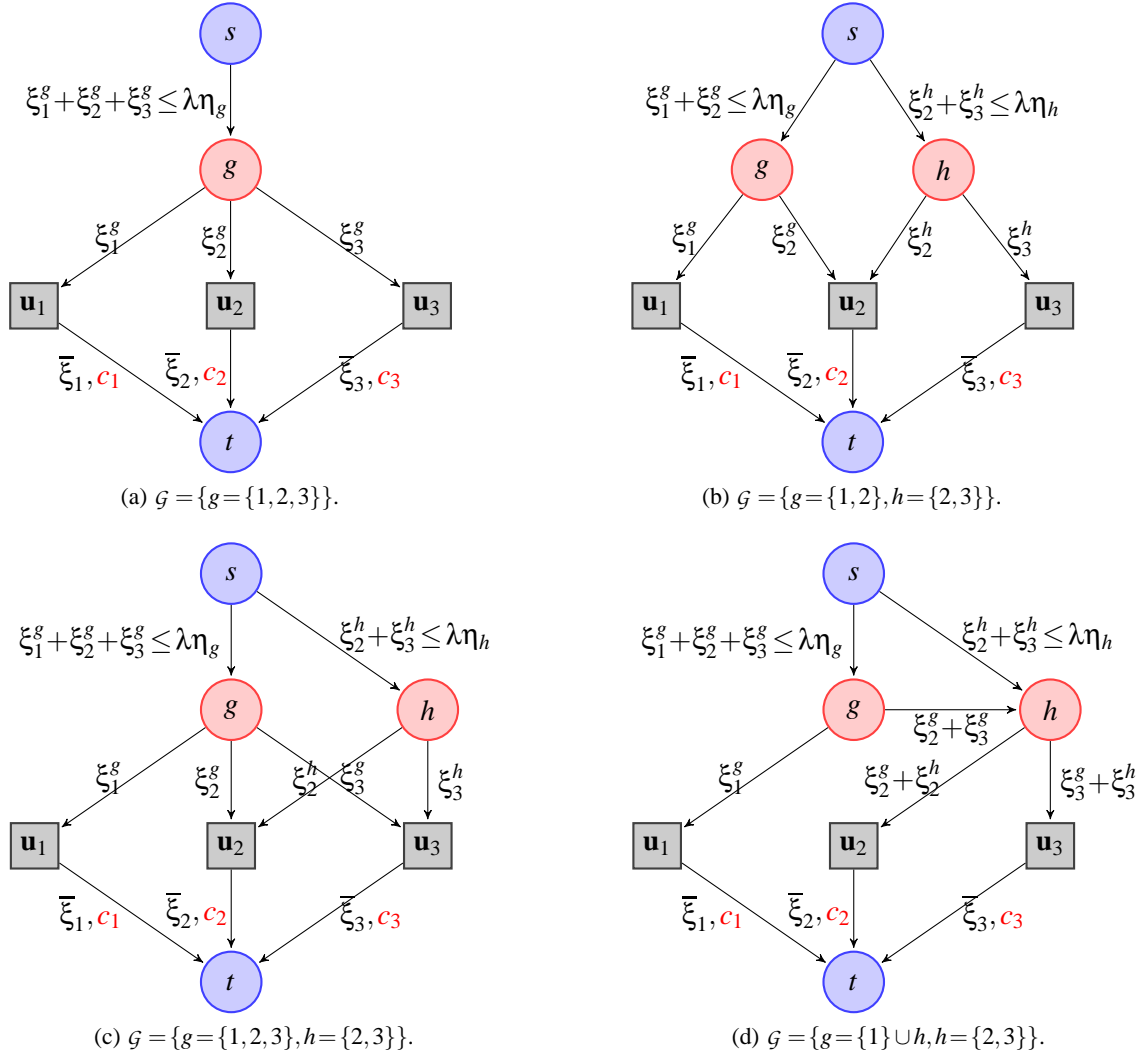 s
ξ₁ᵍ+ξ₂ᵍ+ξ₃ᵍ ≤ λη_g
g
ξ₁ᵍ
ξ₂ᵍ
ξ₃ᵍ
u₁
u₂
u₃
ξ̅₁, c₁
ξ̅₂, c₂
ξ̅₃, c₃
t
(a) 𝒢 = {g = {1,2,3}}.
s
ξ₁ᵍ+ξ₂ᵍ ≤ λη_g
ξ₂ʰ+ξ₃ʰ ≤ λη_h
g
h
ξ₁ᵍ
ξ₂ᵍ
ξ₂ʰ
ξ₃ʰ
u₁
u₂
u₃
ξ̅₁, c₁
ξ̅₂, c₂
ξ̅₃, c₃
t
(b) 𝒢 = {g = {1,2}, h = {2,3}}.
s
ξ₁ᵍ+ξ₂ᵍ+ξ₃ᵍ ≤ λη_g
ξ₂ʰ+ξ₃ʰ ≤ λη_h
g
h
ξ₁ᵍ
ξ₂ᵍ
ξ₂ʰ
ξ₃ᵍ
ξ₃ʰ
u₁
u₂
u₃
ξ̅₁, c₁
ξ̅₂, c₂
ξ̅₃, c₃
t
(c) 𝒢 = {g = {1,2,3}, h = {2,3}}.
s
ξ₁ᵍ+ξ₂ᵍ+ξ₃ᵍ ≤ λη_g
ξ₂ʰ+ξ₃ʰ ≤ λη_h
g
h
ξ₂ᵍ+ξ₃ᵍ
ξ₁ᵍ
ξ₂ᵍ+ξ₂ʰ
ξ₃ᵍ+ξ₃ʰ
u₁
u₂
u₃
ξ̅₁, c₁
ξ̅₂, c₂
ξ̅₃, c₃
t
(d) 𝒢 = {g = {1} ∪ h, h = {2,3}}.